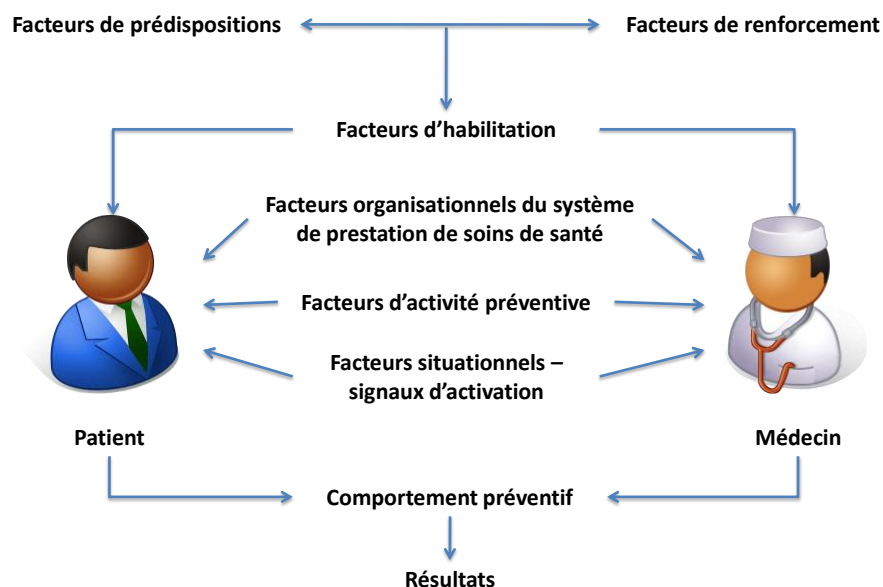 Facteurs de prédispositions
Facteurs de renforcement
Facteurs d’habilitation
Facteurs organisationnels du système
de prestation de soins de santé
Facteurs d’activité préventive
Facteurs situationnels –
signaux d’activation
Patient
Médecin
Comportement préventif
Résultats